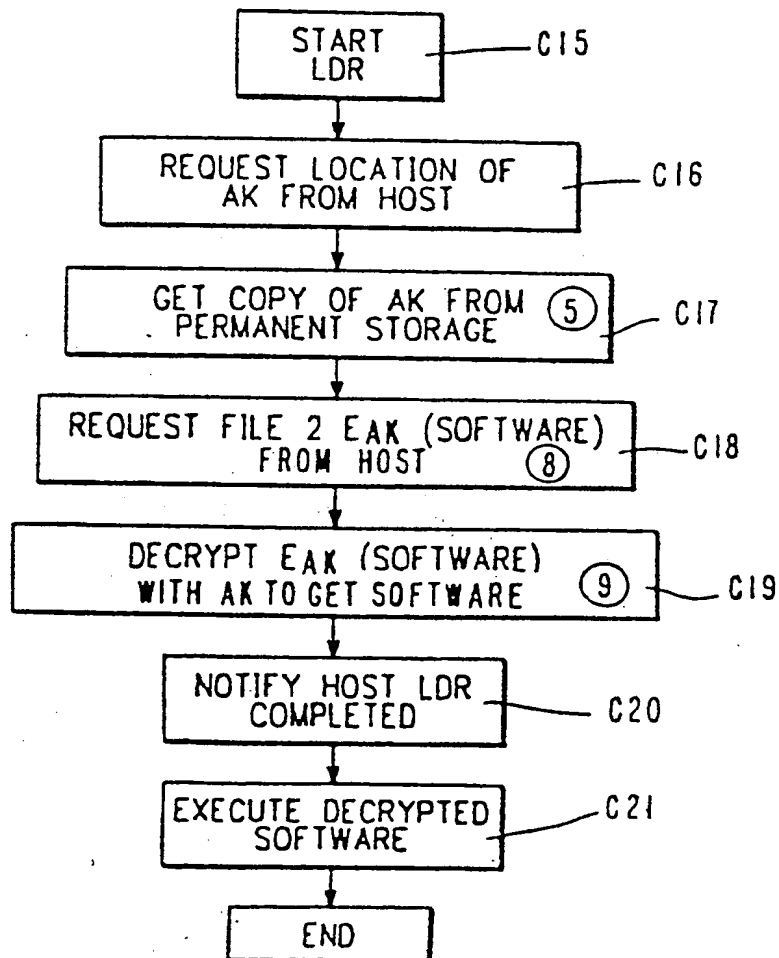 START
LDR
C15
REQUEST LOCATION OF
AK FROM HOST
C16
GET COPY OF AK FROM
PERMANENT STORAGE
5
C17
REQUEST FILE 2 EAK (SOFTWARE)
FROM HOST
8
C18
DECRYPT EAK (SOFTWARE)
WITH AK TO GET SOFTWARE
9
C19
NOTIFY HOST LDR
COMPLETED
C20
EXECUTE DECRYPTED
SOFTWARE
C21
END